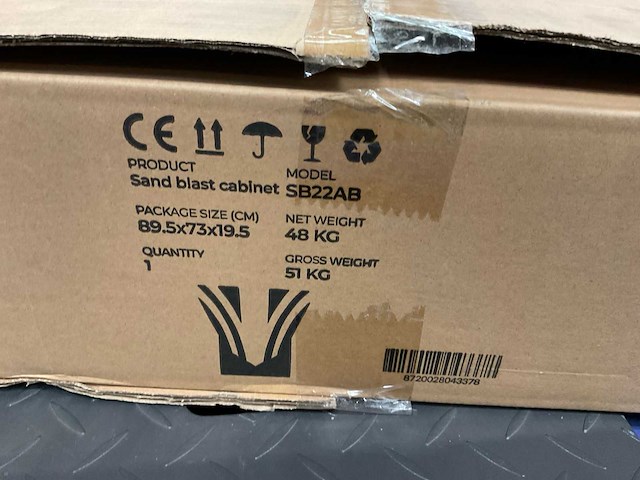 CE
PRODUCT
Sand blast cabinet
MODEL
SB22AB
PACKAGE SIZE (CM)
89.5x73x19.5
NET WEIGHT
48 KG
QUANTITY
1
GROSS WEIGHT
51 KG
8720028043378